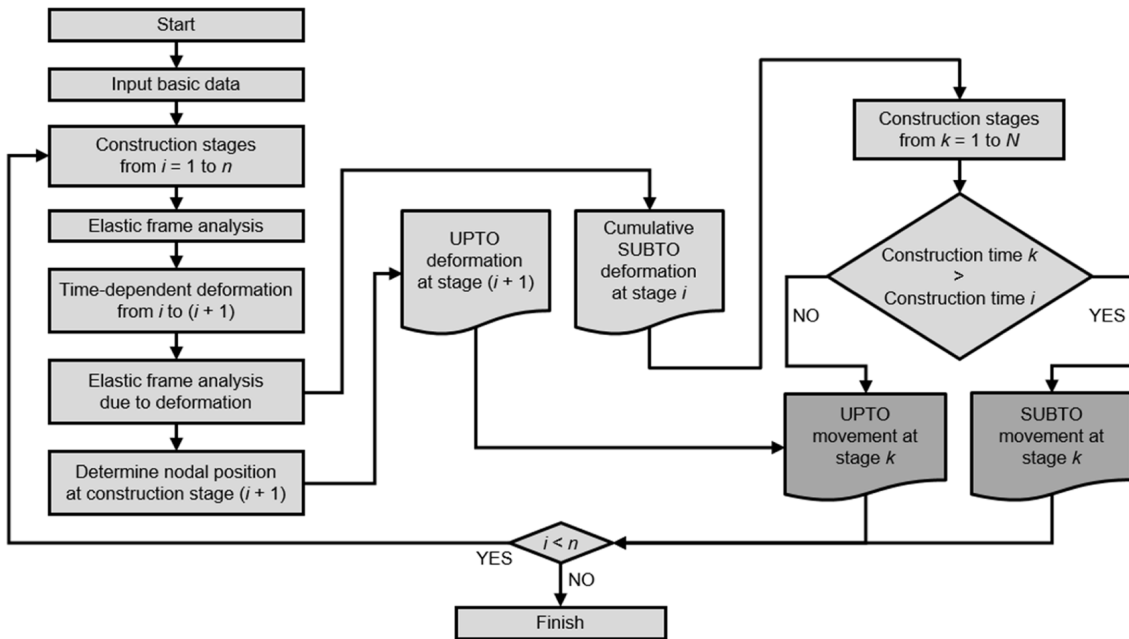 Start
Input basic data
Construction stages
from i = 1 to n
Elastic frame analysis
Time-dependent deformation
from i to (i + 1)
Elastic frame analysis
due to deformation
Determine nodal position
at construction stage (i + 1)
UPTO
deformation
at stage (i + 1)
Cumulative
SUBTO
deformation
at stage i
Construction stages
from k = 1 to N
Construction time k
>
Construction time i
NO
YES
UPTO
movement at
stage k
SUBTO
movement at
stage k
i < n
YES
NO
Finish